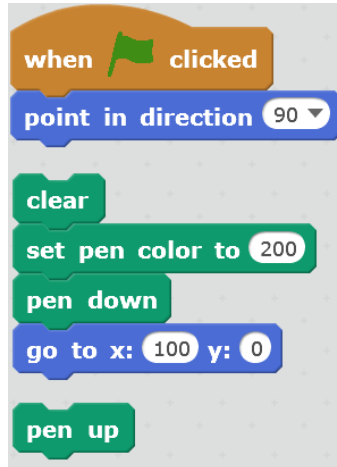 when clicked
point in direction 90
clear
set pen color to 200
pen down
go to x: 100 y: 0
pen up